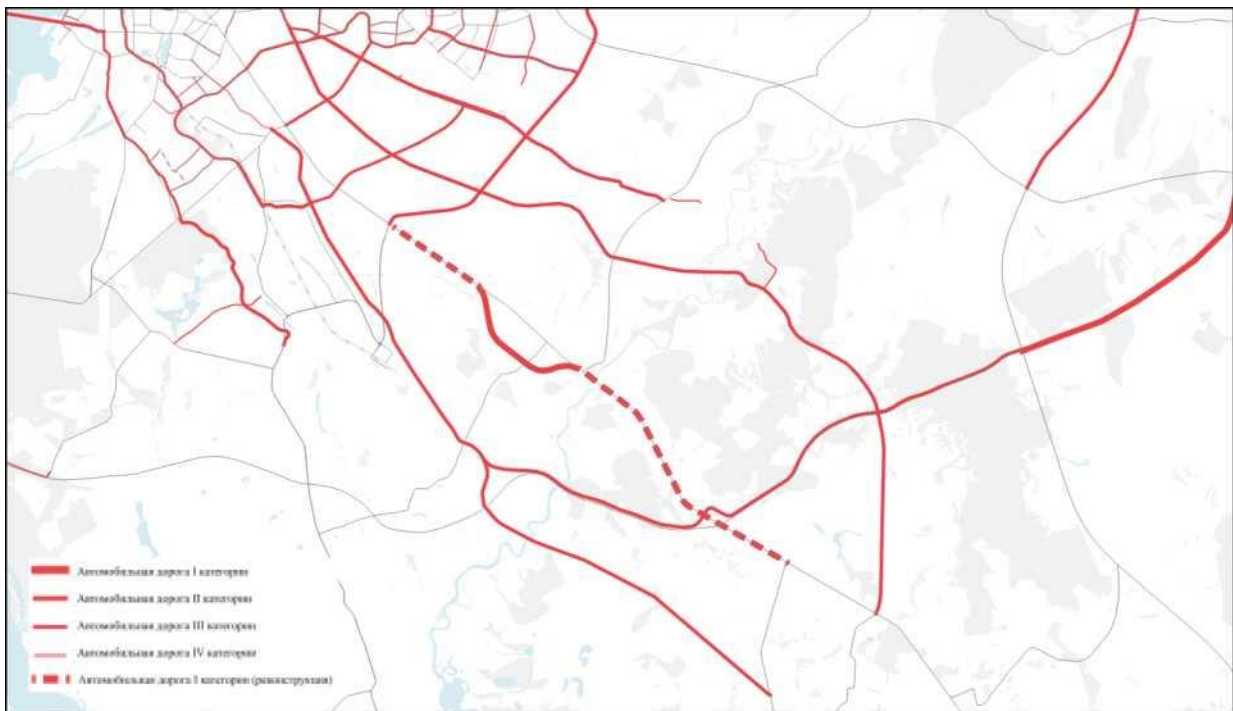 Автомобильная дорога I категории
Автомобильная дорога II категории
Автомобильная дорога III категории
Автомобильная дорога IV категории
Автомобильная дорога I категории (реконструкция)